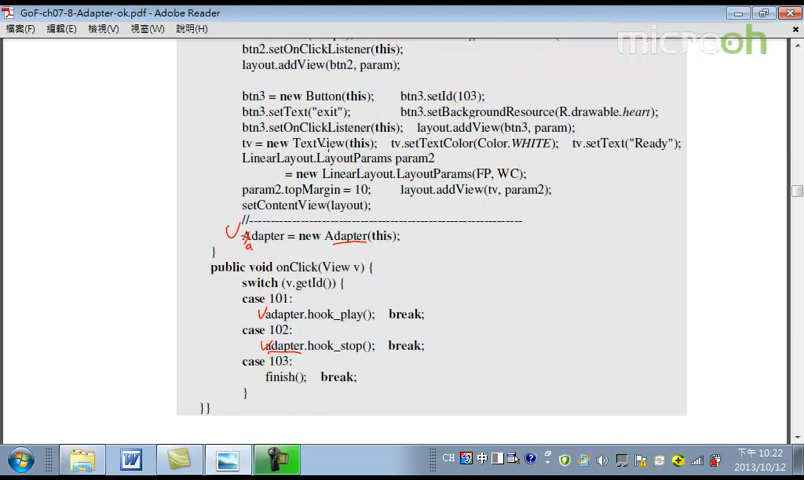 GoF-ch07-8-Adapter-ok.pdf - Adobe Reader
檔案(F) 編輯(E) 檢視(V) 視窗(W) 說明(H)
microoh
btn2.setOnClickListener(this);
layout.addView(btn2, param);
btn3 = new Button(this); btn3.setId(103);
btn3.setText("exit"); btn3.setBackgroundResource(R.drawable.heart);
btn3.setOnClickListener(this); layout.addView(btn3, param);
tv = new TextView(this); tv.setTextColor(Color.WHITE); tv.setText("Ready");
LinearLayout.LayoutParams param2
= new LinearLayout.LayoutParams(FP, WC);
param2.topMargin = 10; layout.addView(tv, param2);
setContentView(layout);
//---------------------------------------------------------------
Adapter = new Adapter(this);
a
}
public void onClick(View v) {
switch (v.getId()) {
case 101:
adapter.hook_play(); break;
case 102:
adapter.hook_stop(); break;
case 103:
finish(); break;
}
}}
CH 中
下午 10:22
2013/10/12